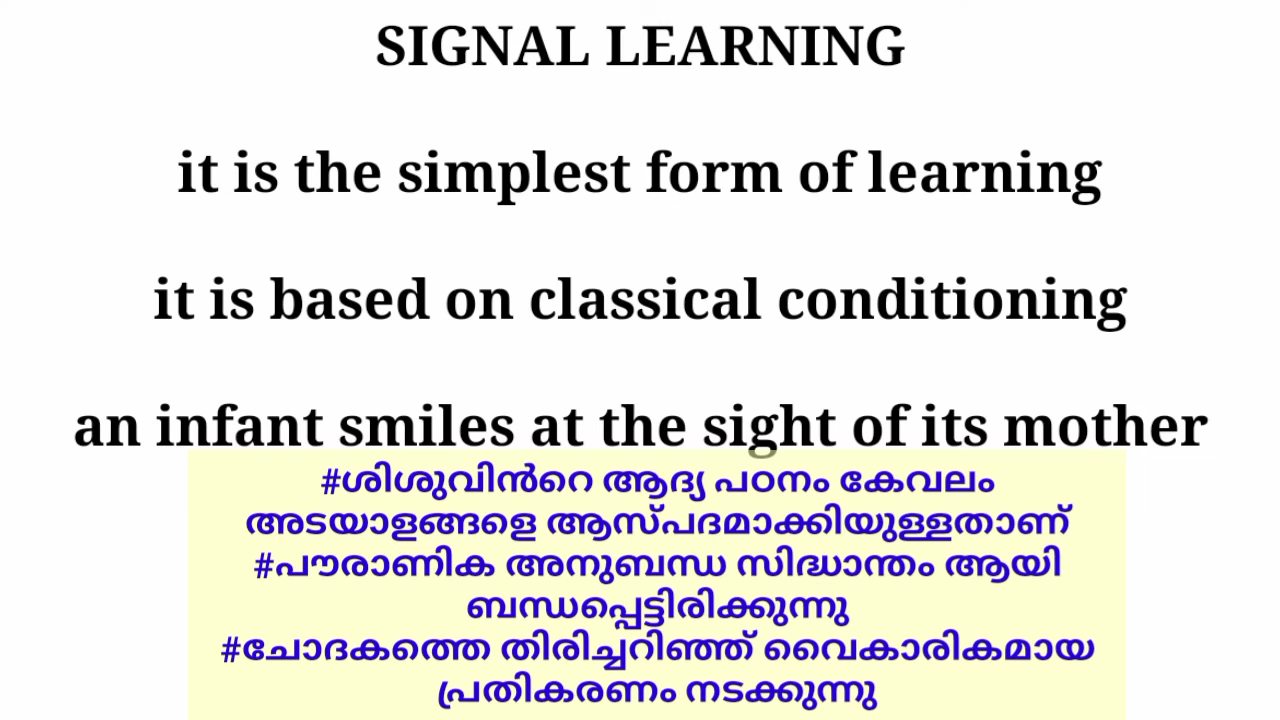 SIGNAL LEARNING
it is the simplest form of learning
it is based on classical conditioning
an infant smiles at the sight of its mother
#ശിശുവിൻറെ ആദ്യ പഠനം കേവലം
അടയാളങ്ങളെ ആസ്പദമാക്കിയുള്ളതാണ്
#പൗരാണിക അനുബന്ധ സിദ്ധാന്തം ആയി
ബന്ധപ്പെട്ടിരിക്കുന്നു
#ചോദകത്തെ തിരിച്ചറിഞ്ഞ് വൈകാരികമായ
പ്രതികരണം നടക്കുന്നു